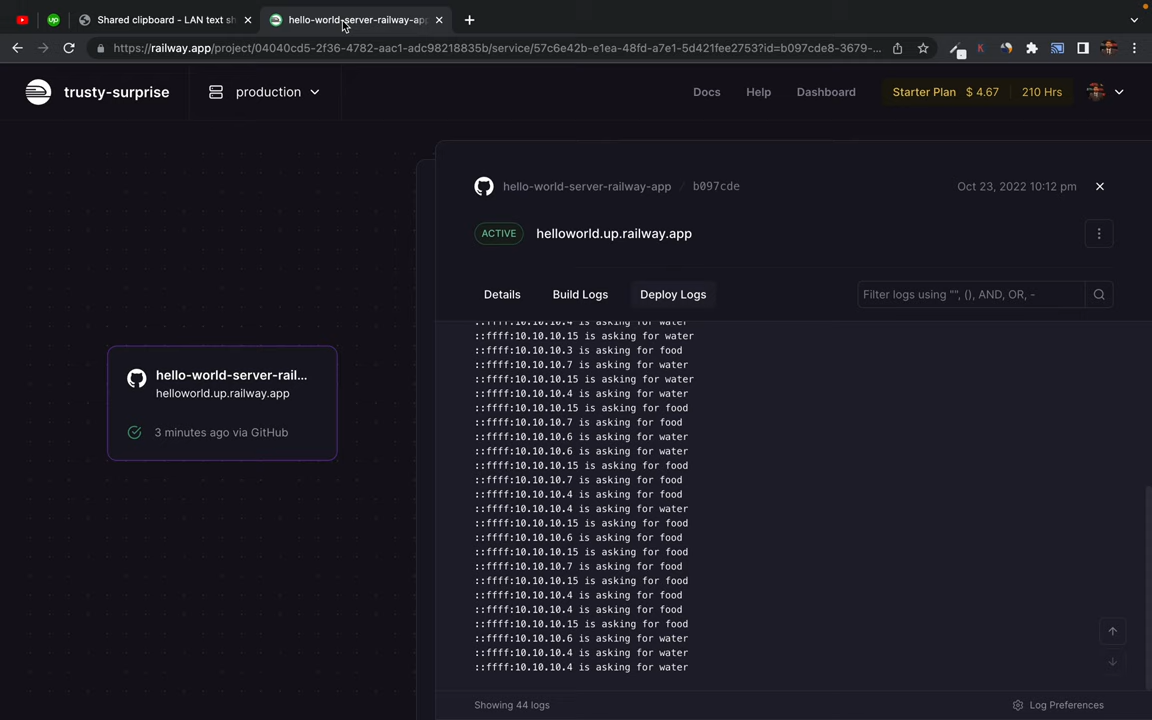 Shared clipboard - LAN text sh
hello-world-server-railway-app
https://railway.app/project/04040cd5-2f36-4782-aac1-adc98218835b/service/57c6e42b-e1ea-48fd-a7e1-5d421fee2753?id=b097cde8-3679-...
trusty-surprise
production
Docs
Help
Dashboard
Starter Plan $ 4.67
210 Hrs
hello-world-server-rail...
helloworld.up.railway.app
3 minutes ago via GitHub
hello-world-server-railway-app / b097cde
Oct 23, 2022 10:12 pm
ACTIVE
helloworld.up.railway.app
Details
Build Logs
Deploy Logs
Filter logs using "", (), AND, OR, -
::ffff:10.10.10.4 is asking for water
::ffff:10.10.10.15 is asking for water
::ffff:10.10.10.3 is asking for food
::ffff:10.10.10.7 is asking for water
::ffff:10.10.10.15 is asking for water
::ffff:10.10.10.4 is asking for water
::ffff:10.10.10.15 is asking for food
::ffff:10.10.10.7 is asking for food
::ffff:10.10.10.6 is asking for water
::ffff:10.10.10.6 is asking for water
::ffff:10.10.10.15 is asking for food
::ffff:10.10.10.7 is asking for food
::ffff:10.10.10.4 is asking for food
::ffff:10.10.10.4 is asking for water
::ffff:10.10.10.15 is asking for food
::ffff:10.10.10.6 is asking for food
::ffff:10.10.10.15 is asking for food
::ffff:10.10.10.7 is asking for food
::ffff:10.10.10.15 is asking for food
::ffff:10.10.10.4 is asking for food
::ffff:10.10.10.4 is asking for food
::ffff:10.10.10.15 is asking for food
::ffff:10.10.10.6 is asking for water
::ffff:10.10.10.4 is asking for water
::ffff:10.10.10.4 is asking for water
Showing 44 logs
Log Preferences